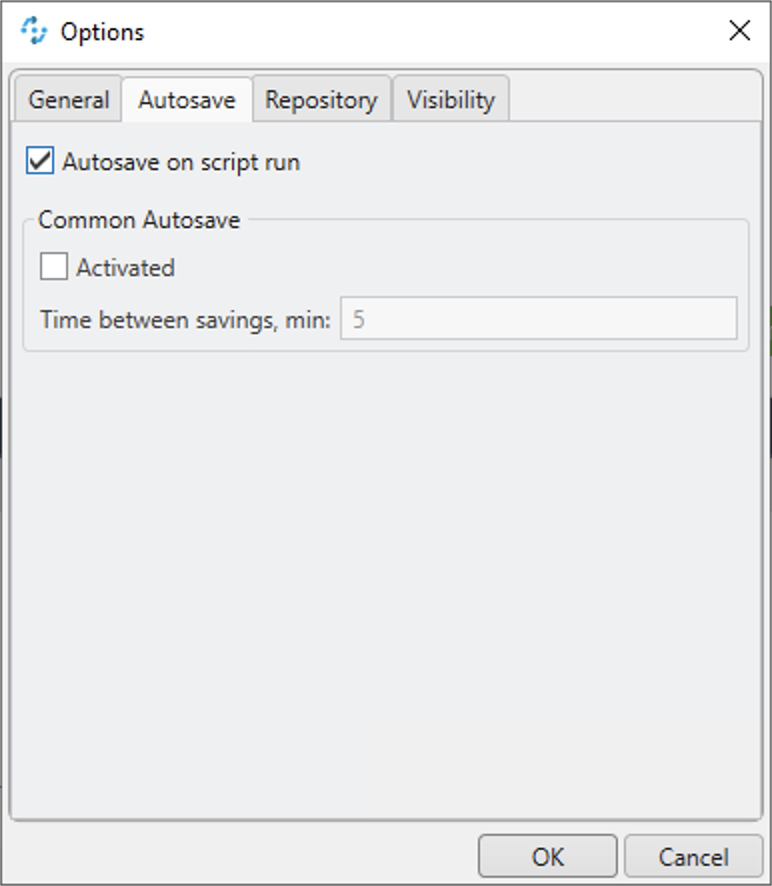 Options
General Autosave Repository Visibility
Autosave on script run
Common Autosave
Activated
Time between savings, min: 5
OK Cancel